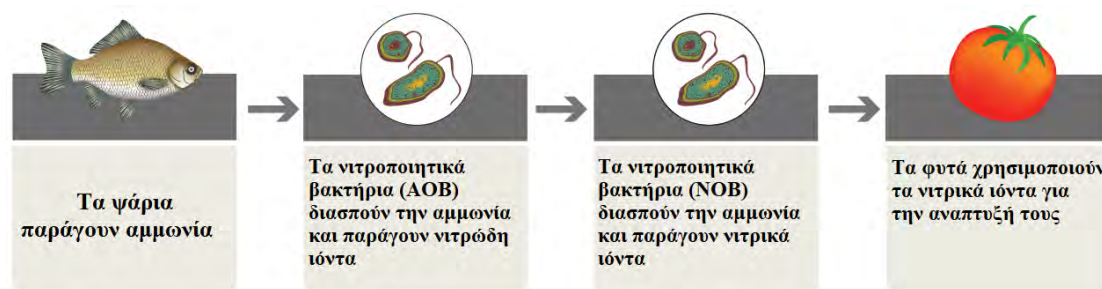 Τα ψάρια
παράγουν αμμωνία
Τα νιτροποιητικά
βακτήρια (AOB)
διασπούν την αμμωνία
και παράγουν νιτρώδη
ιόντα
Τα νιτροποιητικά
βακτήρια (NOB)
διασπούν την αμμωνία
και παράγουν νιτρικά
ιόντα
Τα φυτά χρησιμοποιούν
τα νιτρικά ιόντα για
την αναπτυξή τους